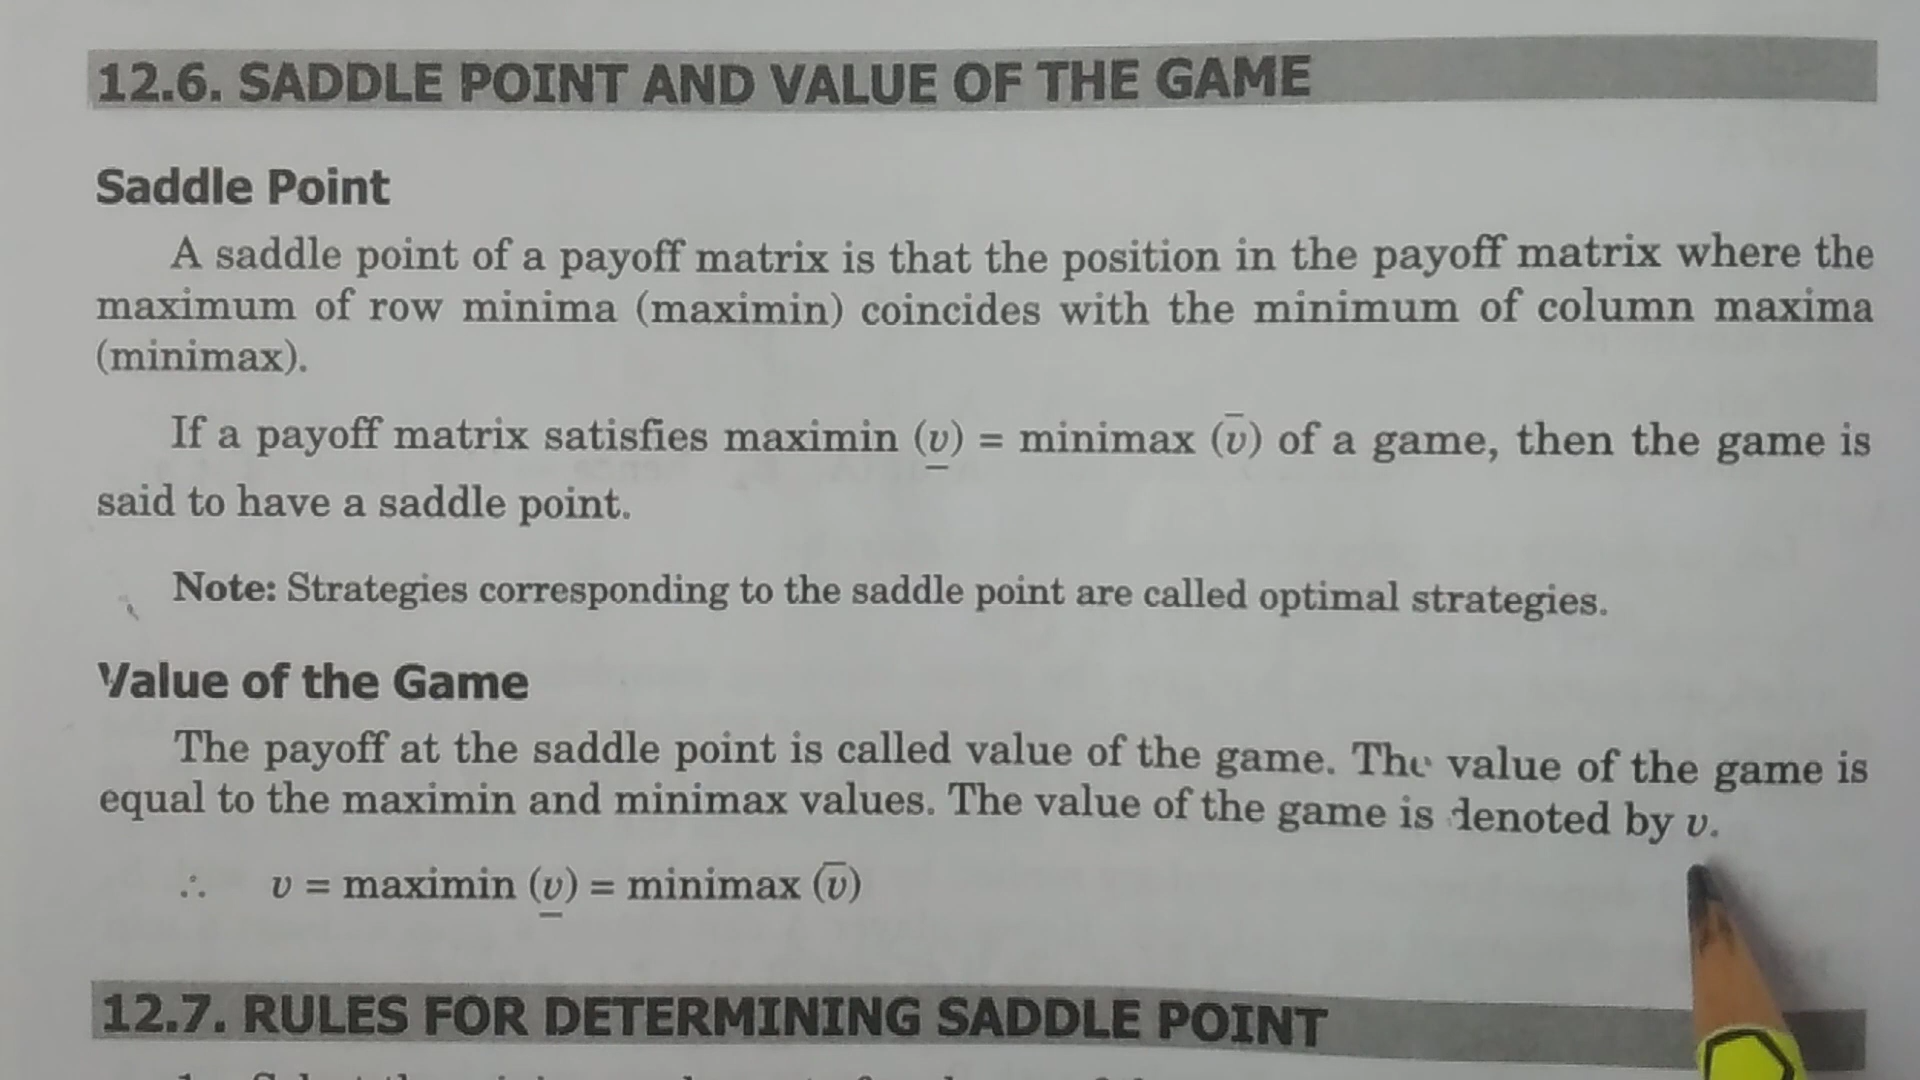 12.6. SADDLE POINT AND VALUE OF THE GAME
Saddle Point
A saddle point of a payoff matrix is that the position in the payoff matrix where the
maximum of row minima (maximin) coincides with the minimum of column maxima
(minimax).
If a payoff matrix satisfies maximin (v̲) = minimax (v̅) of a game, then the game is
said to have a saddle point.
Note: Strategies corresponding to the saddle point are called optimal strategies.
Value of the Game
The payoff at the saddle point is called value of the game. The value of the game is
equal to the maximin and minimax values. The value of the game is denoted by v.
∴ v = maximin (v̲) = minimax (v̅)
12.7. RULES FOR DETERMINING SADDLE POINT